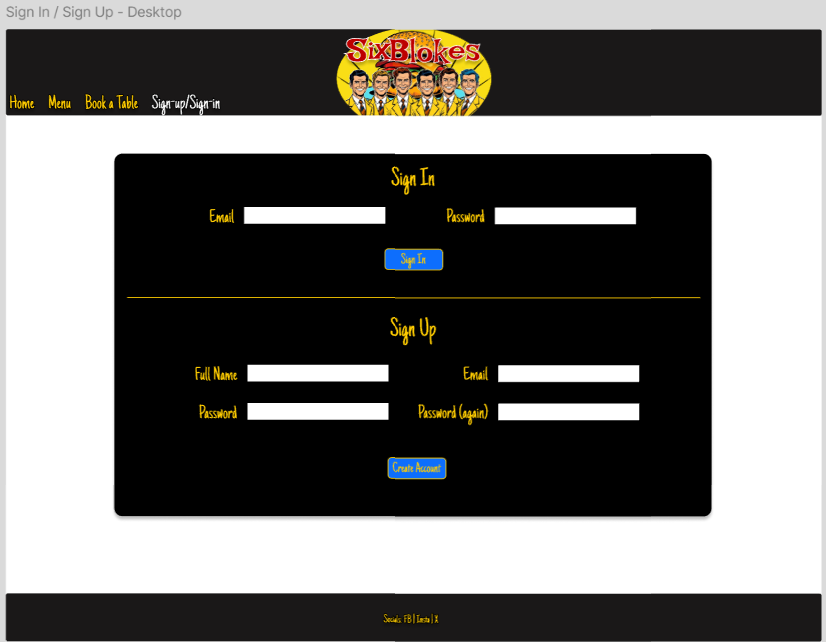 Sign In / Sign Up - Desktop
SixBlokes
Home Menu Book a Table Sign-up/Sign-in
Sign In
Email Password
Sign In
Sign Up
Full Name Email
Password Password (again)
Create Account
Socials: FB | Insta | X